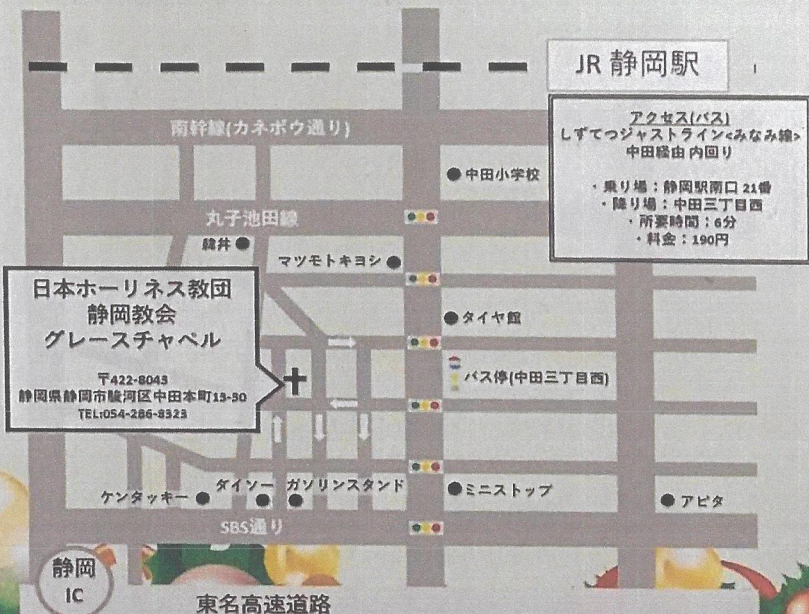 JR 静岡駅
アクセス(バス)
しずてつジャストライン<みなみ線>
中田経由 内回り
・乗り場：静岡駅南口 21番
・降り場：中田三丁目西
・所要時間：6分
・料金：190円
南幹線(カネボウ通り)
中田小学校
丸子池田線
韓丼
マツモトキヨシ
日本ホーリネス教団
静岡教会
グレースチャペル
〒422-8043
静岡県静岡市駿河区中田本町13-30
TEL:054-286-8323
タイヤ館
バス停(中田三丁目西)
ケンタッキー
ダイソー
ガソリンスタンド
ミニストップ
アピタ
SBS通り
静岡
IC
東名高速道路